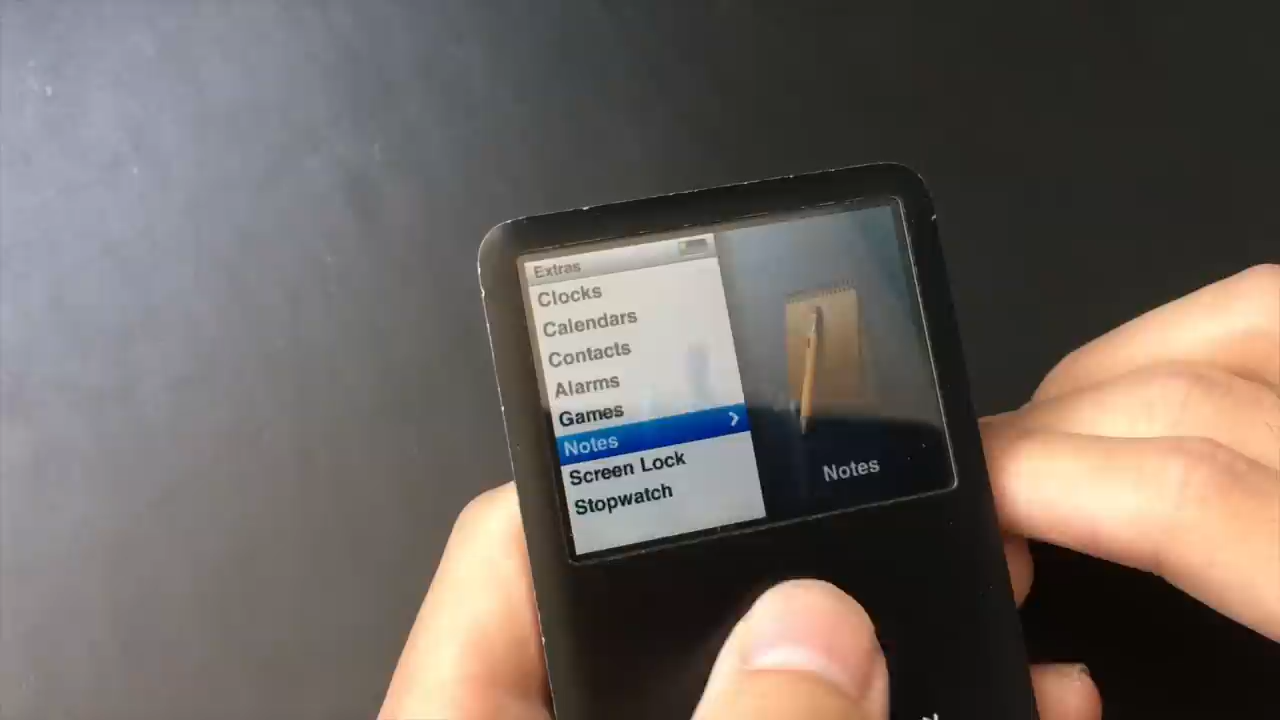 Extras
Clocks
Calendars
Contacts
Alarms
Games
Notes
Screen Lock
Stopwatch
Notes